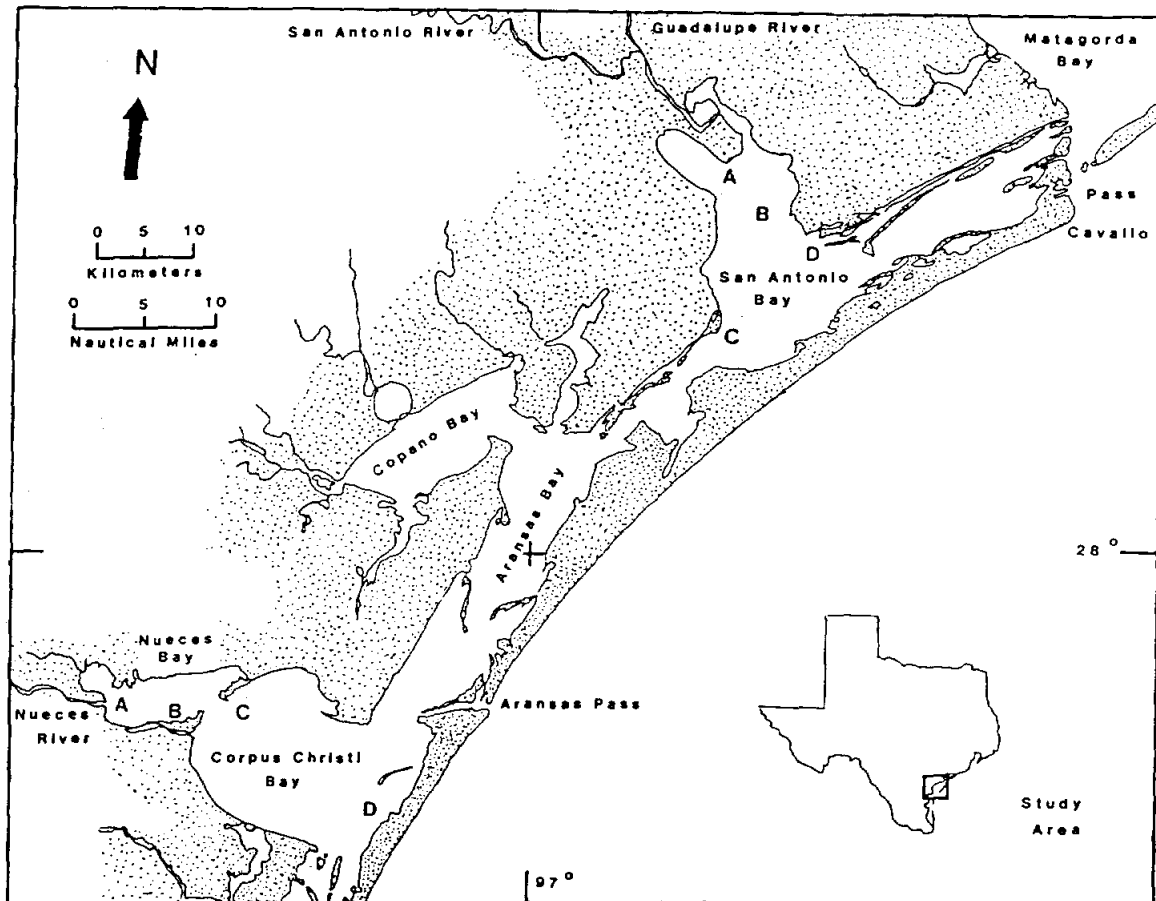 San Antonio River
Guadalupe River
Matagorda
Bay
N
A
B
Pass
Cavallo
D
0 5 10
Kilometers
San Antonio
Bay
0 5 10
Nautical Miles
C
Copano Bay
Aransas Bay
28°
Nueces
Bay
A
B
C
Nueces
River
Aransas Pass
Corpus Christi
Bay
D
Study
Area
97°